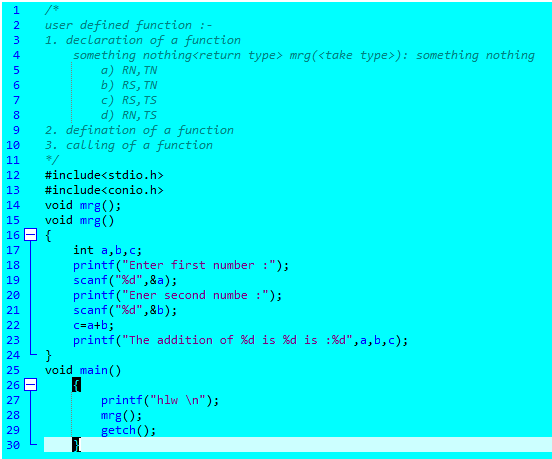 1 /*
2 user defined function :-
3 1. declaration of a function
4 something nothing<return type> mrg(<take type>): something nothing
5 a) RN,TN
6 b) RS,TN
7 c) RS,TS
8 d) RN,TS
9 2. defination of a function
10 3. calling of a function
11 */
12 #include<stdio.h>
13 #include<conio.h>
14 void mrg();
15 void mrg()
16 {
17 int a,b,c;
18 printf("Enter first number :");
19 scanf("%d",&a);
20 printf("Ener second numbe :");
21 scanf("%d",&b);
22 c=a+b;
23 printf("The addition of %d is %d is :%d",a,b,c);
24 }
25 void main()
26 {
27 printf("hlw \n");
28 mrg();
29 getch();
30 }